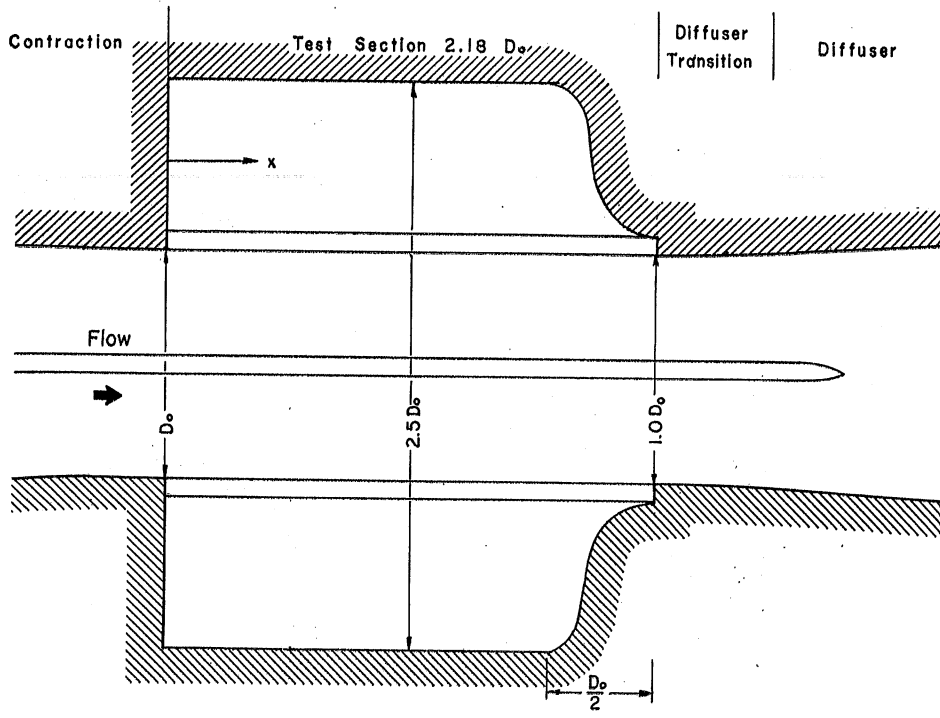 Contraction
Test Section 2.18 D₀
Diffuser
Transition
Diffuser
x
Flow
D₀
2.5 D₀
1.0 D₀
D₀
2